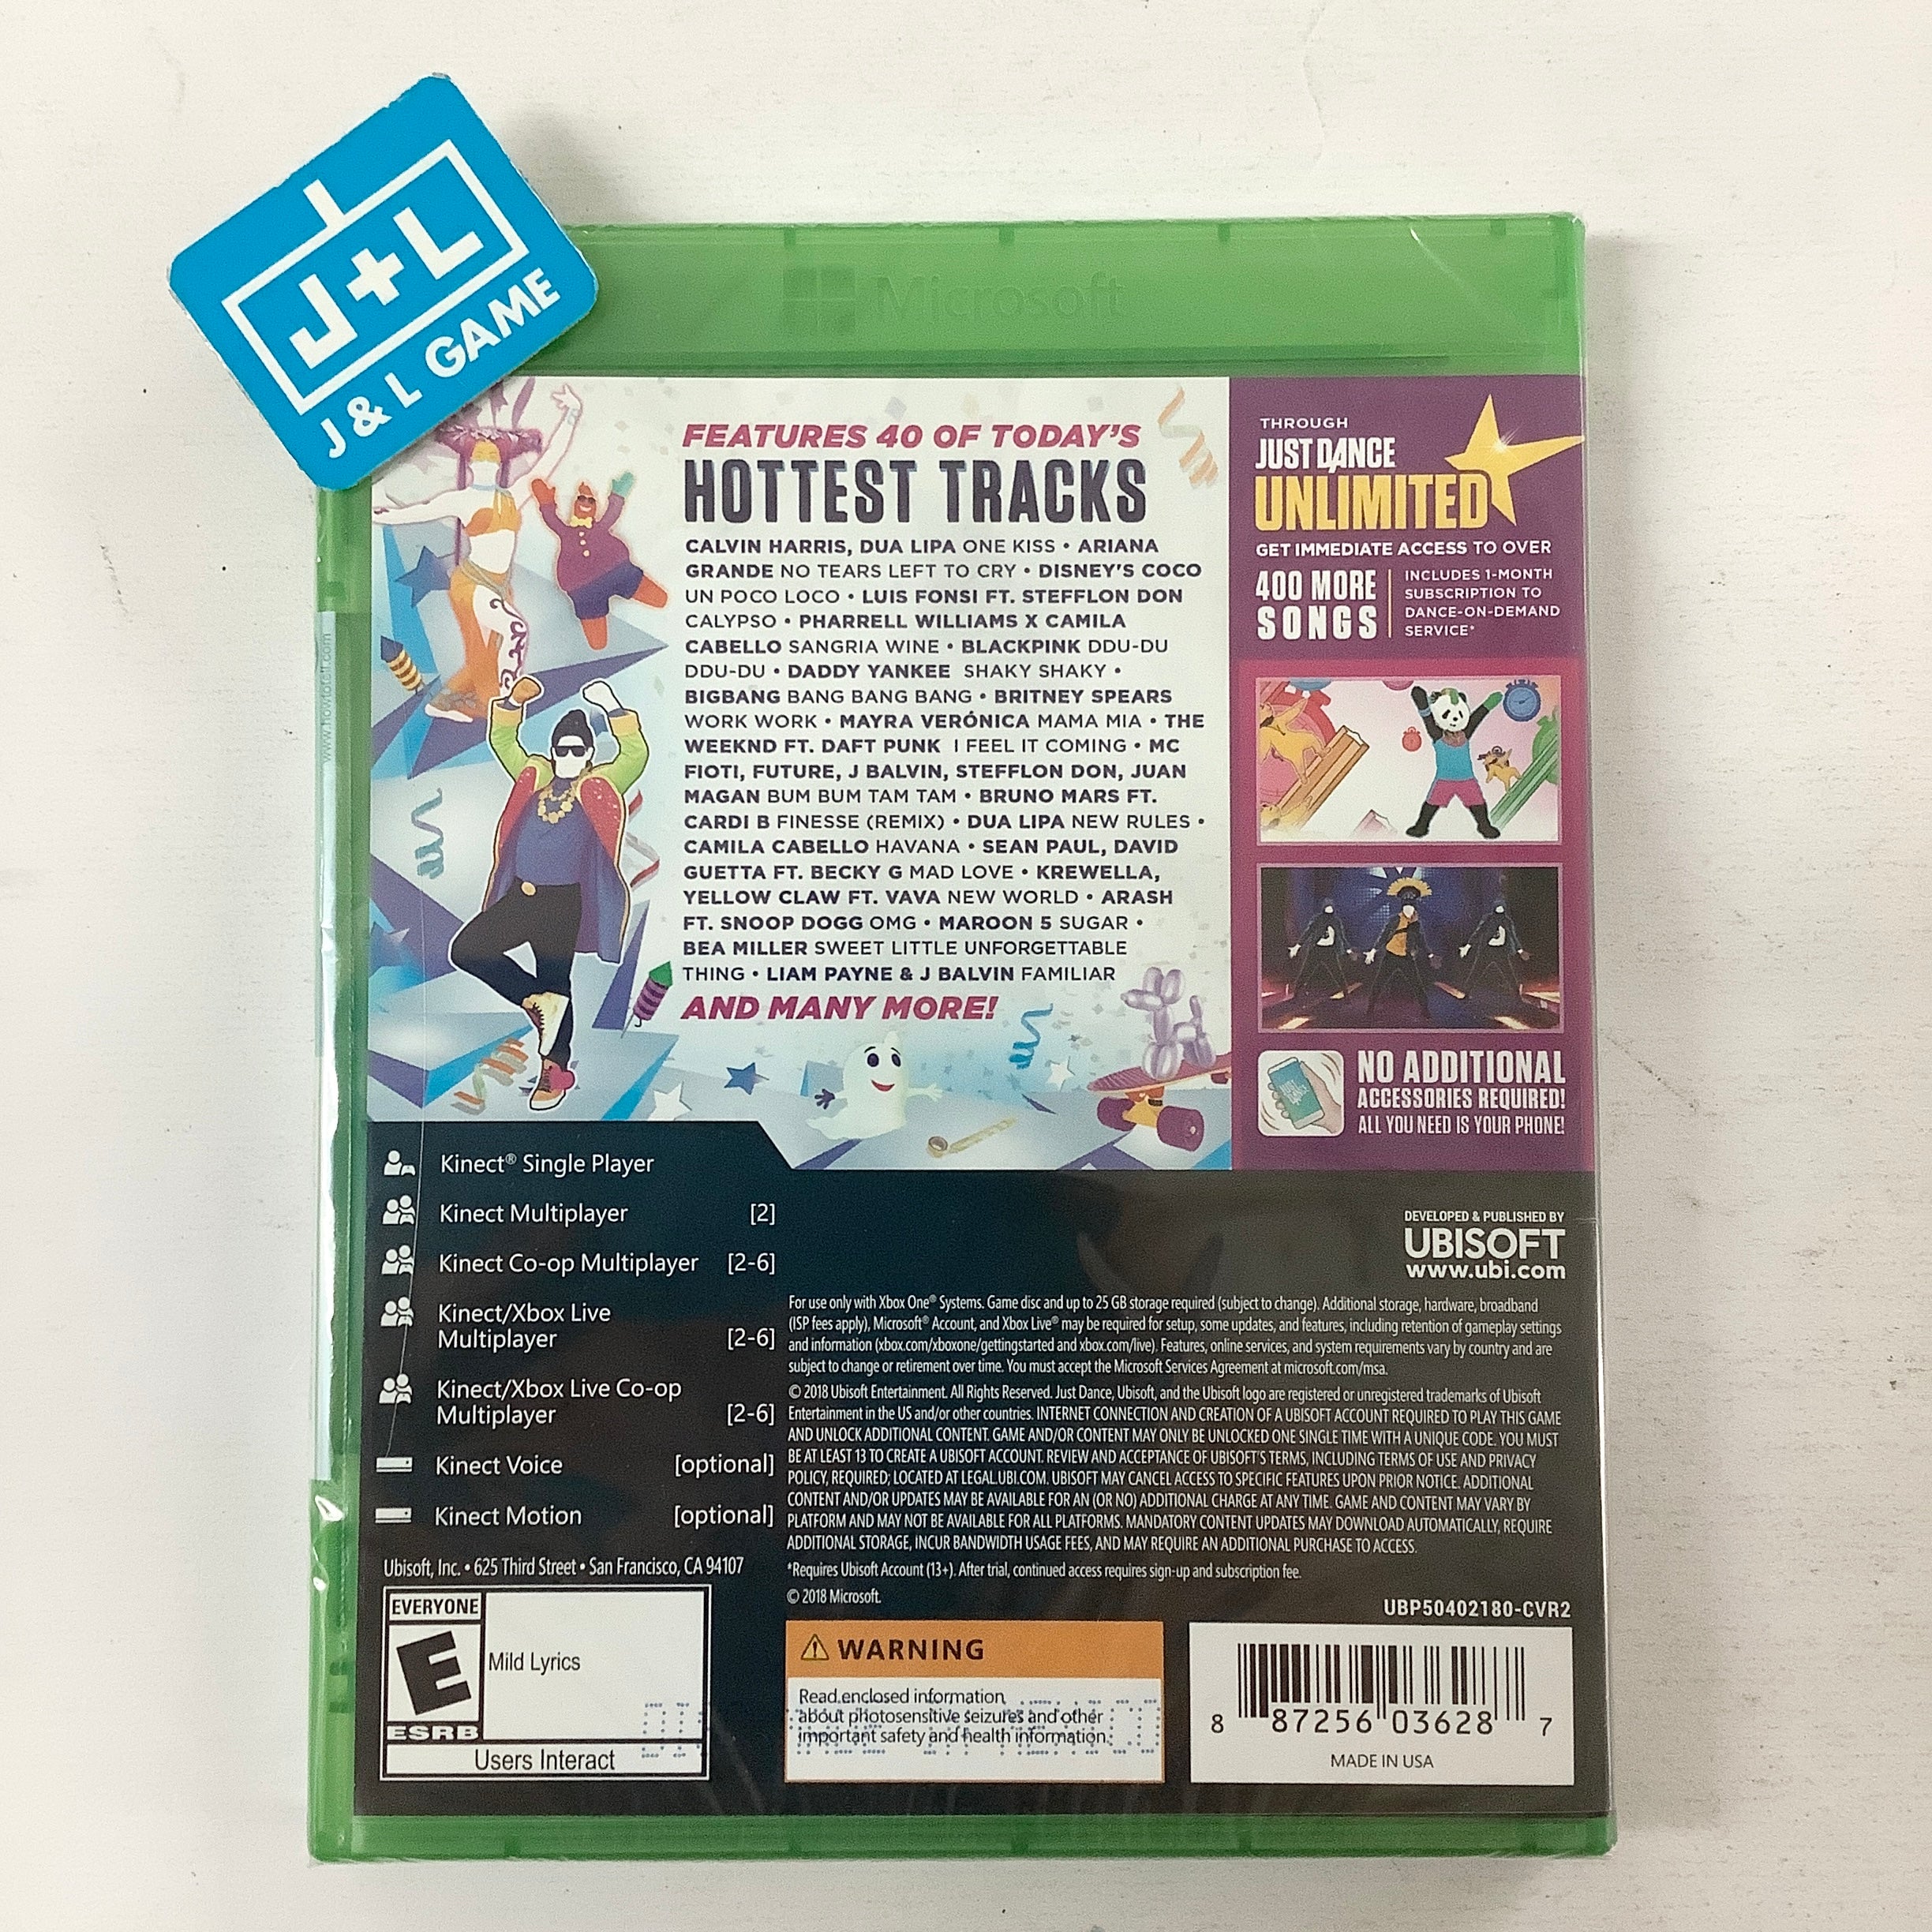 J+L
J & L GAME
Microsoft
FEATURES 40 OF TODAY'S
HOTTEST TRACKS
CALVIN HARRIS, DUA LIPA ONE KISS • ARIANA
GRANDE NO TEARS LEFT TO CRY • DISNEY'S COCO
UN POCO LOCO • LUIS FONSI FT. STEFFLON DON
CALYPSO • PHARRELL WILLIAMS X CAMILA
CABELLO SANGRIA WINE • BLACKPINK DDU-DU
DDU-DU • DADDY YANKEE SHAKY SHAKY •
BIGBANG BANG BANG BANG • BRITNEY SPEARS
WORK WORK • MAYRA VERÓNICA MAMA MIA • THE
WEEKND FT. DAFT PUNK I FEEL IT COMING • MC
FIOTI, FUTURE, J BALVIN, STEFFLON DON, JUAN
MAGAN BUM BUM TAM TAM • BRUNO MARS FT.
CARDI B FINESSE (REMIX) • DUA LIPA NEW RULES •
CAMILA CABELLO HAVANA • SEAN PAUL, DAVID
GUETTA FT. BECKY G MAD LOVE • KREWELLA,
YELLOW CLAW FT. VAVA NEW WORLD • ARASH
FT. SNOOP DOGG OMG • MAROON 5 SUGAR •
BEA MILLER SWEET LITTLE UNFORGETTABLE
THING • LIAM PAYNE & J BALVIN FAMILIAR
AND MANY MORE!
THROUGH
JUST DANCE
UNLIMITED
GET IMMEDIATE ACCESS TO OVER
400 MORE
SONGS
INCLUDES 1-MONTH
SUBSCRIPTION TO
DANCE-ON-DEMAND
SERVICE*
NO ADDITIONAL
ACCESSORIES REQUIRED!
ALL YOU NEED IS YOUR PHONE!
www.howtotell.com
Kinect® Single Player
Kinect Multiplayer [2]
Kinect Co-op Multiplayer [2-6]
Kinect/Xbox Live
Multiplayer [2-6]
Kinect/Xbox Live Co-op
Multiplayer [2-6]
Kinect Voice [optional]
Kinect Motion [optional]
Ubisoft, Inc. • 625 Third Street • San Francisco, CA 94107
DEVELOPED & PUBLISHED BY
UBISOFT
www.ubi.com
For use only with Xbox One® Systems. Game disc and up to 25 GB storage required (subject to change). Additional storage, hardware, broadband
(ISP fees apply), Microsoft® Account, and Xbox Live® may be required for setup, some updates, and features, including retention of gameplay settings
and information (xbox.com/xboxone/gettingstarted and xbox.com/live). Features, online services, and system requirements vary by country and are
subject to change or retirement over time. You must accept the Microsoft Services Agreement at microsoft.com/msa.
© 2018 Ubisoft Entertainment. All Rights Reserved. Just Dance, Ubisoft, and the Ubisoft logo are registered or unregistered trademarks of Ubisoft
Entertainment in the US and/or other countries. INTERNET CONNECTION AND CREATION OF A UBISOFT ACCOUNT REQUIRED TO PLAY THIS GAME
AND UNLOCK ADDITIONAL CONTENT. GAME AND/OR CONTENT MAY ONLY BE UNLOCKED ONE SINGLE TIME WITH A UNIQUE CODE. YOU MUST
BE AT LEAST 13 TO CREATE A UBISOFT ACCOUNT. REVIEW AND ACCEPTANCE OF UBISOFT'S TERMS, INCLUDING TERMS OF USE AND PRIVACY
POLICY, REQUIRED; LOCATED AT LEGAL.UBI.COM. UBISOFT MAY CANCEL ACCESS TO SPECIFIC FEATURES UPON PRIOR NOTICE. ADDITIONAL
CONTENT AND/OR UPDATES MAY BE AVAILABLE FOR AN (OR NO) ADDITIONAL CHARGE AT ANY TIME. GAME AND CONTENT MAY VARY BY
PLATFORM AND MAY NOT BE AVAILABLE FOR ALL PLATFORMS. MANDATORY CONTENT UPDATES MAY DOWNLOAD AUTOMATICALLY, REQUIRE
ADDITIONAL STORAGE, INCUR BANDWIDTH USAGE FEES, AND MAY REQUIRE AN ADDITIONAL PURCHASE TO ACCESS.
*Requires Ubisoft Account (13+). After trial, continued access requires sign-up and subscription fee.
© 2018 Microsoft.
UBP50402180-CVR2
EVERYONE
E
ESRB
Mild Lyrics
Users Interact
WARNING
Read enclosed information
about photosensitive seizures and other
important safety and health information.
8 87256 03628 7
MADE IN USA